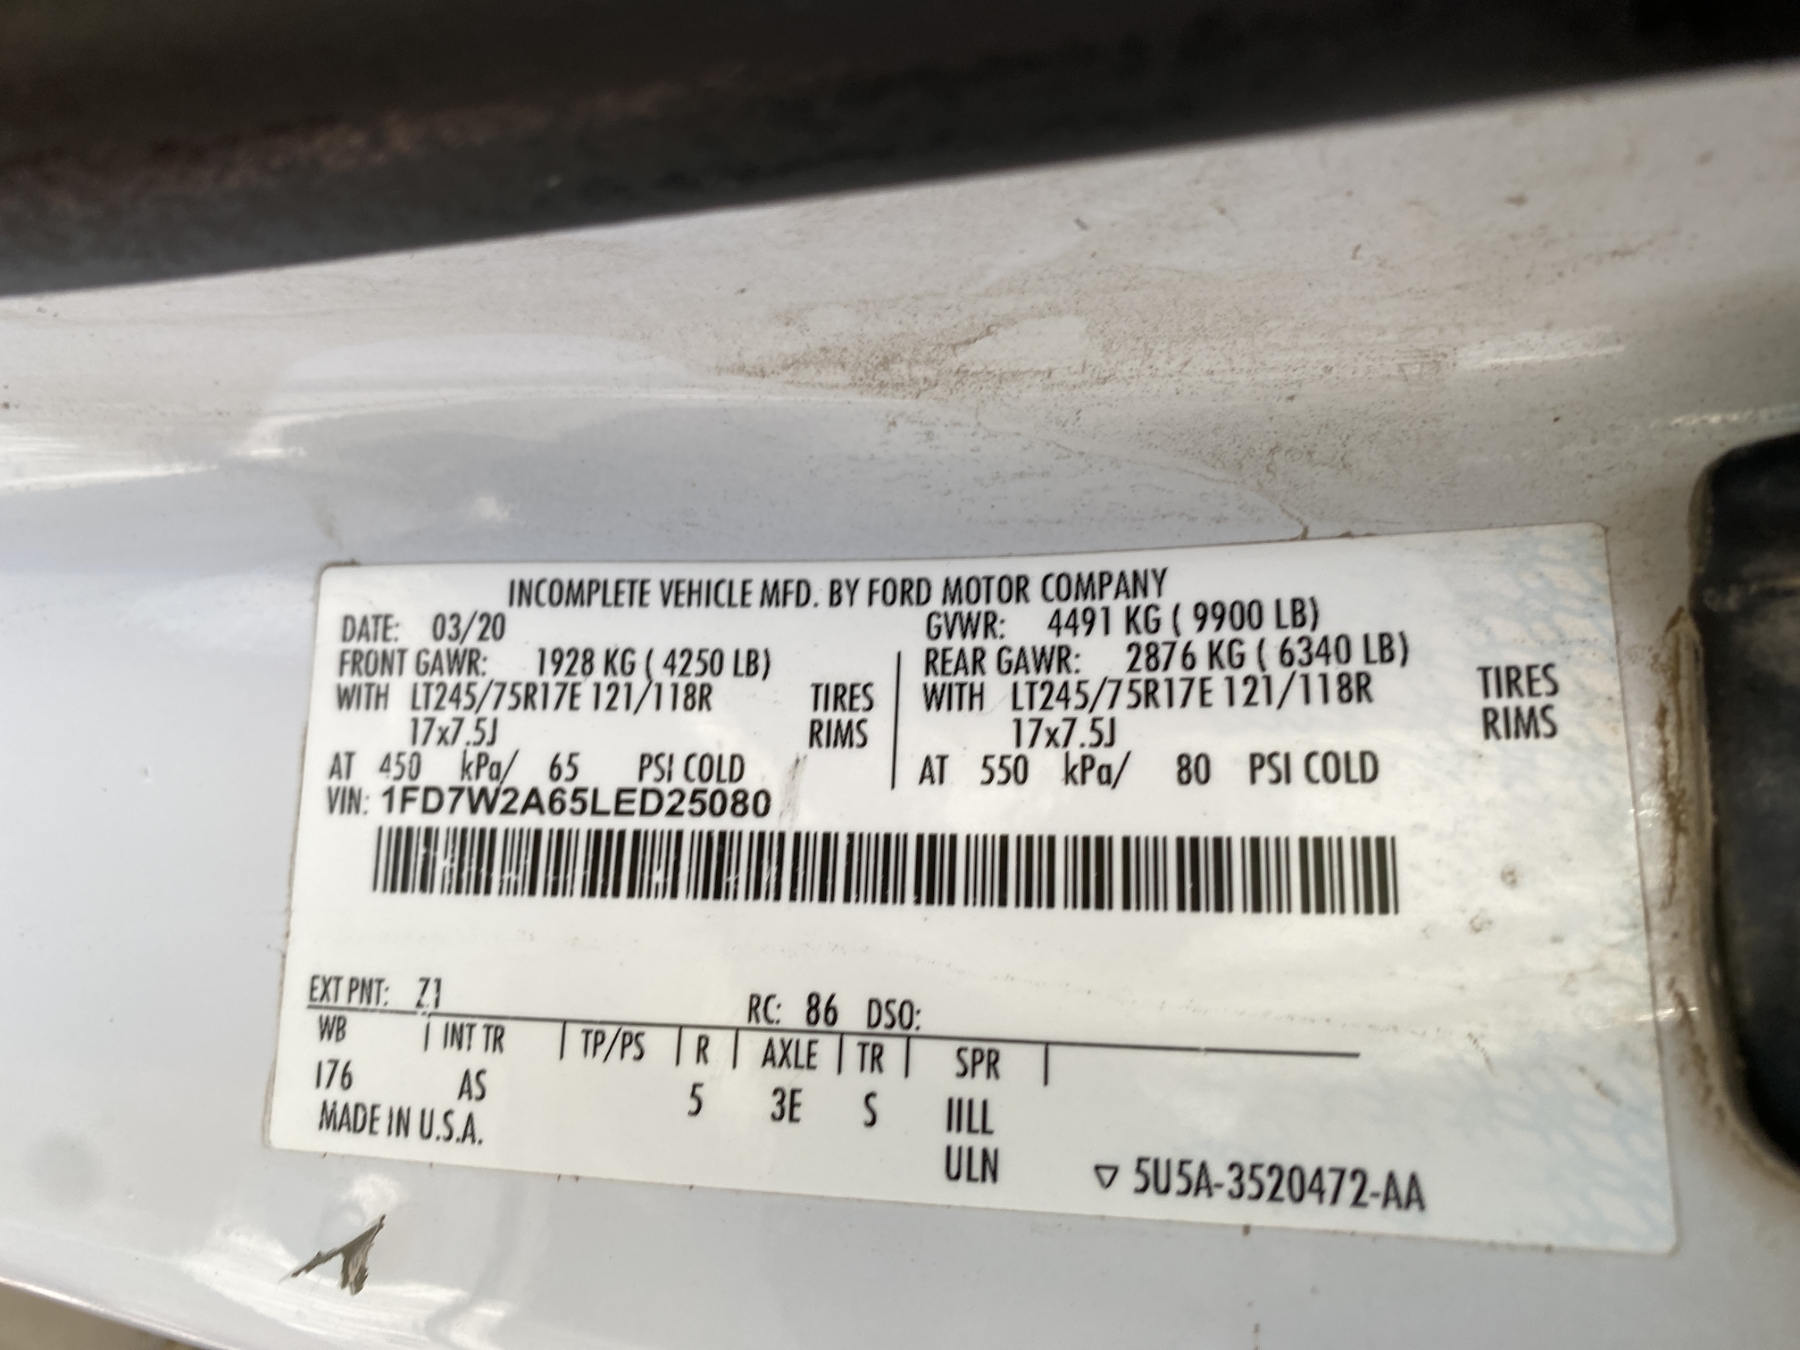 INCOMPLETE VEHICLE MFD. BY FORD MOTOR COMPANY
DATE: 03/20 GVWR: 4491 KG ( 9900 LB)
FRONT GAWR: 1928 KG ( 4250 LB) REAR GAWR: 2876 KG ( 6340 LB)
WITH LT245/75R17E 121/118R TIRES WITH LT245/75R17E 121/118R TIRES
17x7.5J RIMS 17x7.5J RIMS
AT 450 kPa/ 65 PSI COLD AT 550 kPa/ 80 PSI COLD
VIN: 1FD7W2A65LED25080
EXT PNT: Z1 RC: 86 DSO:
WB | INT TR | TP/PS | R | AXLE | TR | SPR |
176 AS 5 3E S IILL
MADE IN U.S.A. ULN
▽ 5U5A-3520472-AA